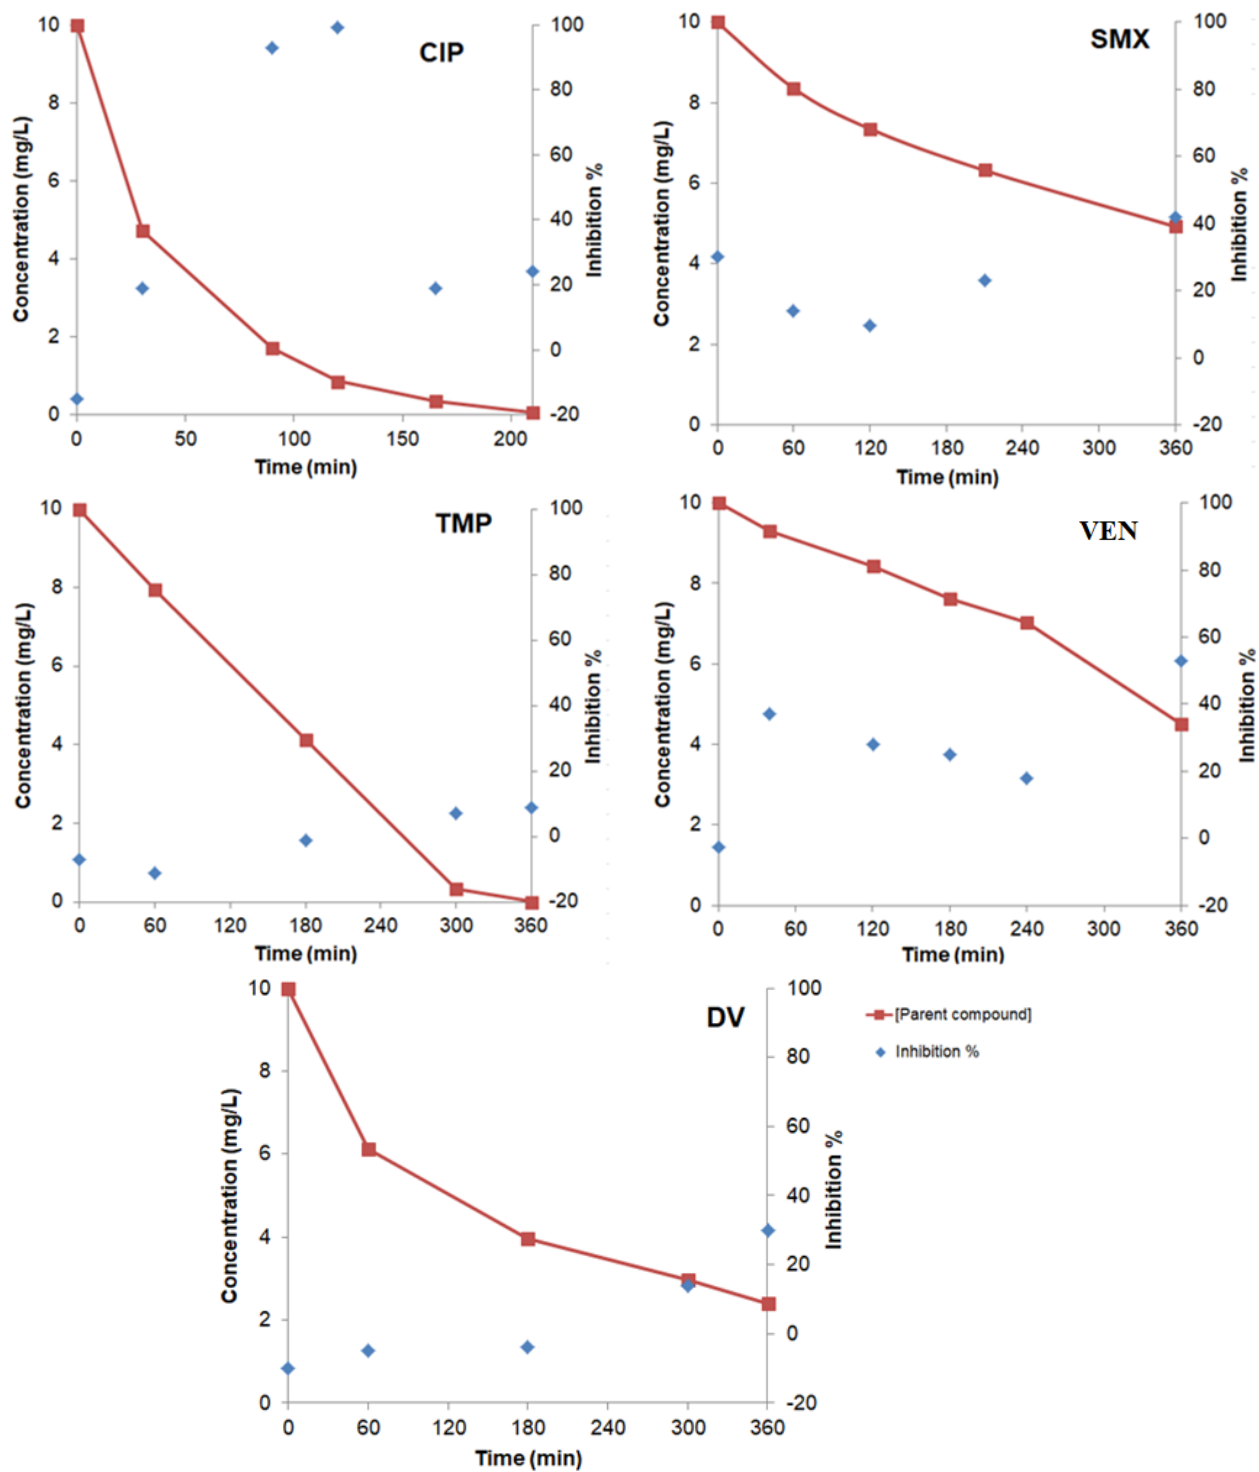 CIP
10
8
6
4
2
0
Concentration (mg/L)
100
80
60
40
20
0
-20
Inhibition %
0 50 100 150 200
Time (min)
SMX
10
8
6
4
2
0
Concentration (mg/L)
100
80
60
40
20
0
-20
Inhibition %
0 60 120 180 240 300 360
Time (min)
TMP
10
8
6
4
2
0
Concentration (mg/L)
100
80
60
40
20
0
-20
Inhibition %
0 60 120 180 240 300 360
Time (min)
VEN
10
8
6
4
2
0
Concentration (mg/L)
100
80
60
40
20
0
-20
Inhibition %
0 60 120 180 240 300 360
Time (min)
DV
10
8
6
4
2
0
Concentration (mg/L)
100
80
60
40
20
0
-20
Inhibition %
0 60 120 180 240 300 360
Time (min)
[Parent compound]
Inhibition %